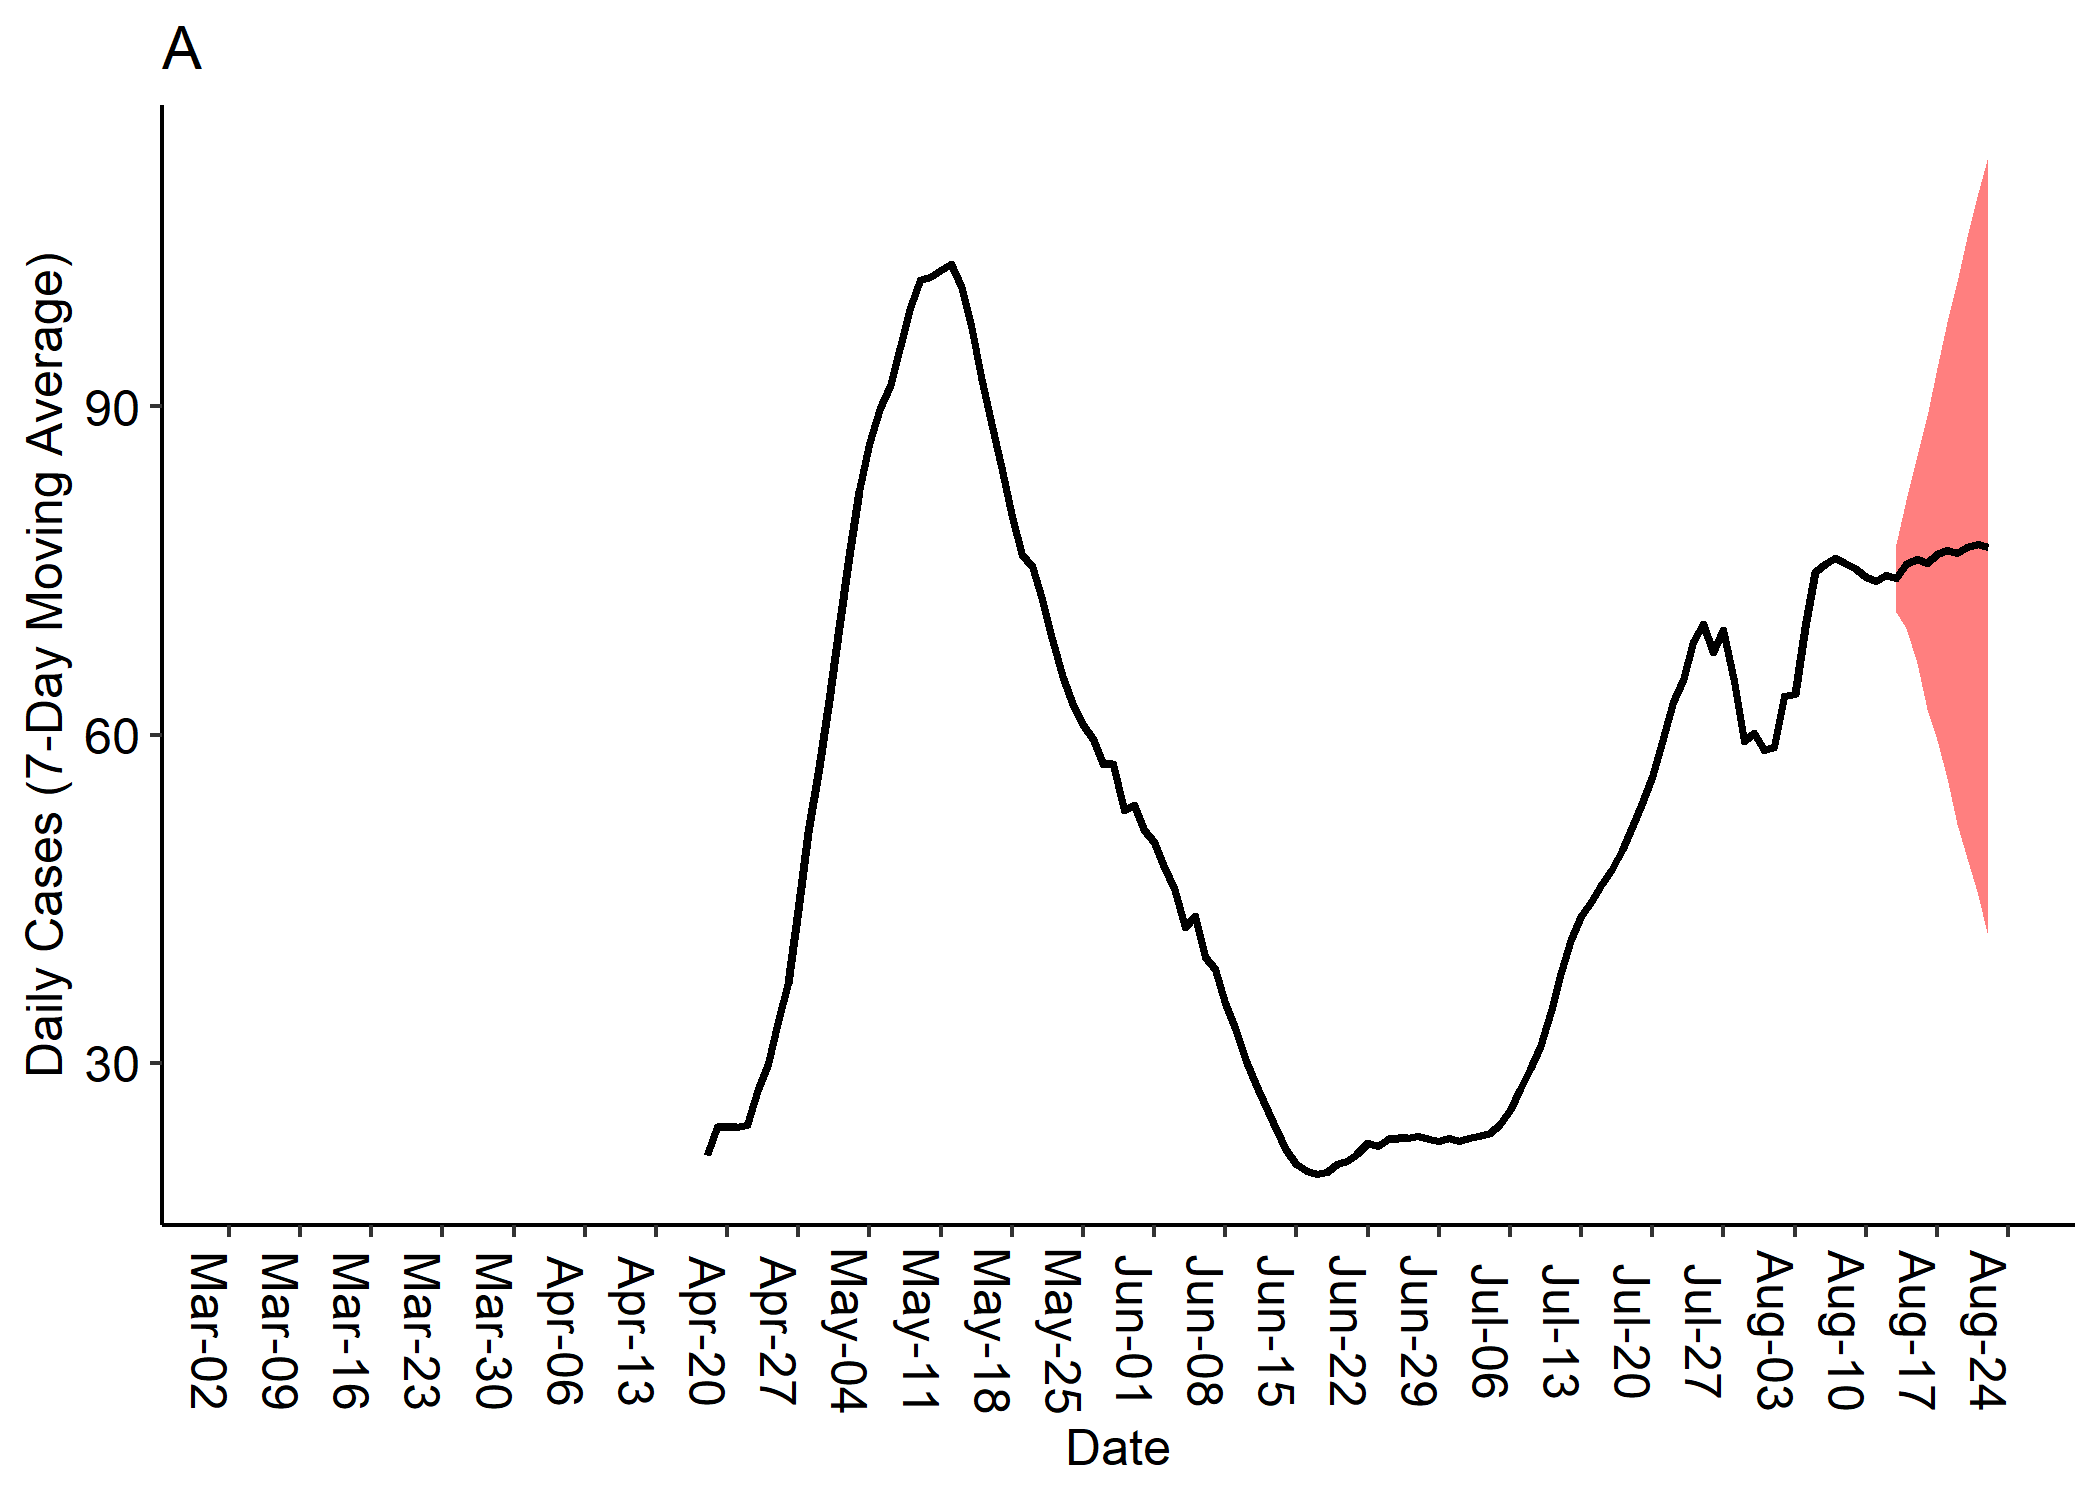 A
Daily Cases (7-Day Moving Average)
90
60
30
Mar-02
Mar-09
Mar-16
Mar-23
Mar-30
Apr-06
Apr-13
Apr-20
Apr-27
May-04
May-11
May-18
May-25
Jun-01
Jun-08
Jun-15
Jun-22
Jun-29
Jul-06
Jul-13
Jul-20
Jul-27
Aug-03
Aug-10
Aug-17
Aug-24
Date